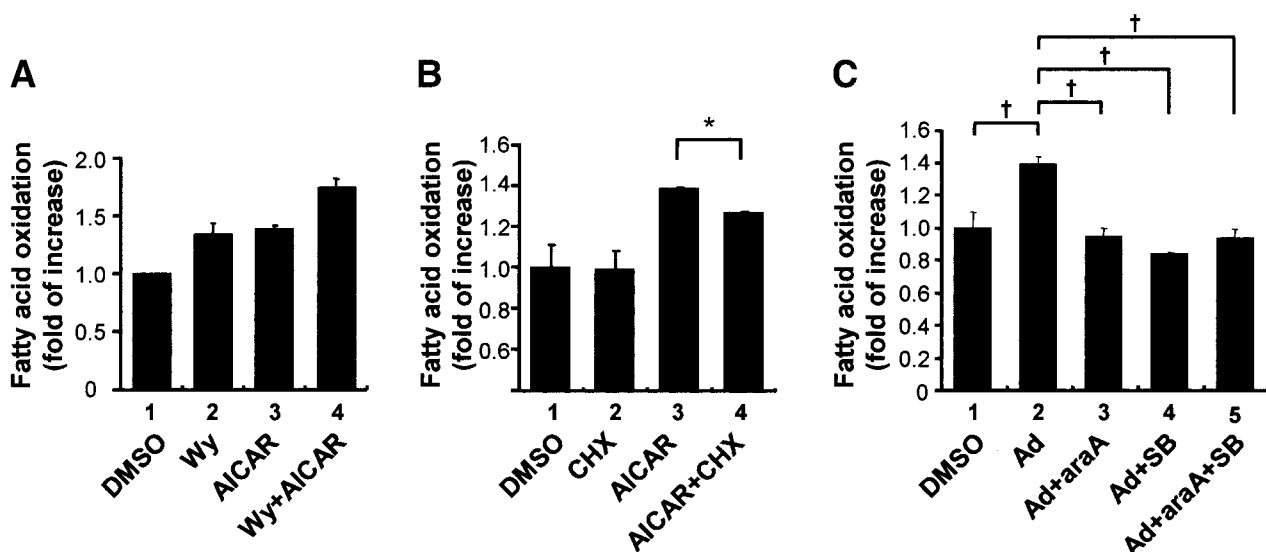 A
Fatty acid oxidation
(fold of increase)
2.0
1.5
1.0
0.5
0
1
2
3
4
DMSO
Wy
AICAR
Wy+AICAR
B
Fatty acid oxidation
(fold of increase)
1.6
1.4
1.2
1.0
0.8
0.6
*
1
2
3
4
DMSO
CHX
AICAR
AICAR+CHX
C
Fatty acid oxidation
(fold of increase)
1.6
1.4
1.2
1.0
0.8
0.6
0.4
0.2
0
†
†
†
†
1
2
3
4
5
DMSO
Ad
Ad+araA
Ad+SB
Ad+araA+SB